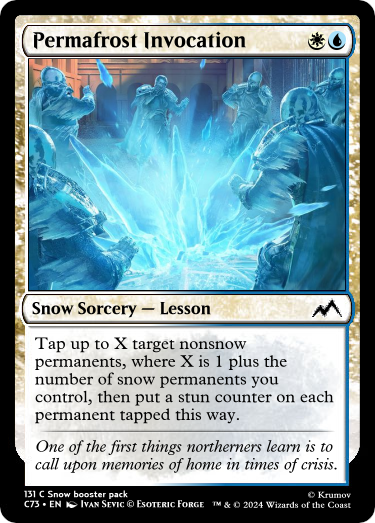 Permafrost Invocation
Snow Sorcery — Lesson
Tap up to X target nonsnow
permanents, where X is 1 plus the
number of snow permanents you
control, then put a stun counter on each
permanent tapped this way.
One of the first things northerners learn is to
call upon memories of home in times of crisis.
131 C Snow booster pack
© Krumov
C73 • EN Ivan Sevic © Esoteric Forge
™ & © 2024 Wizards of the Coast